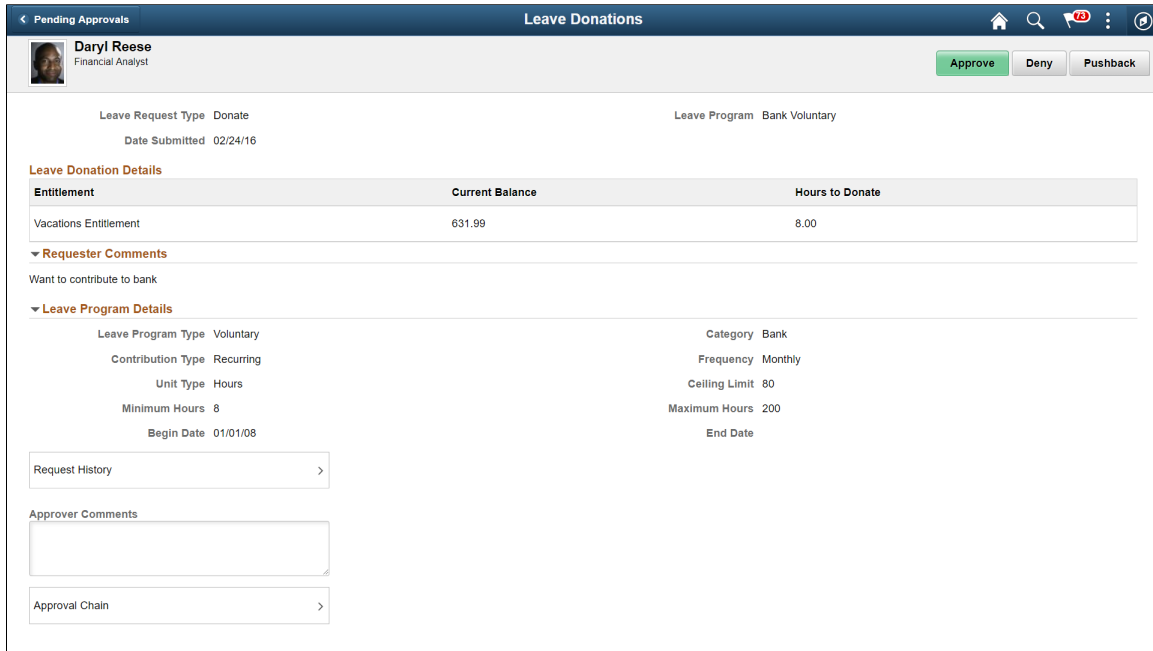 Pending Approvals Leave Donations 73
Daryl Reese
Financial Analyst
Approve Deny Pushback
Leave Request Type Donate Leave Program Bank Voluntary
Date Submitted 02/24/16
Leave Donation Details
Entitlement Current Balance Hours to Donate
Vacations Entitlement 631.99 8.00
Requester Comments
Want to contribute to bank
Leave Program Details
Leave Program Type Voluntary Category Bank
Contribution Type Recurring Frequency Monthly
Unit Type Hours Ceiling Limit 80
Minimum Hours 8 Maximum Hours 200
Begin Date 01/01/08 End Date
Request History
Approver Comments
Approval Chain